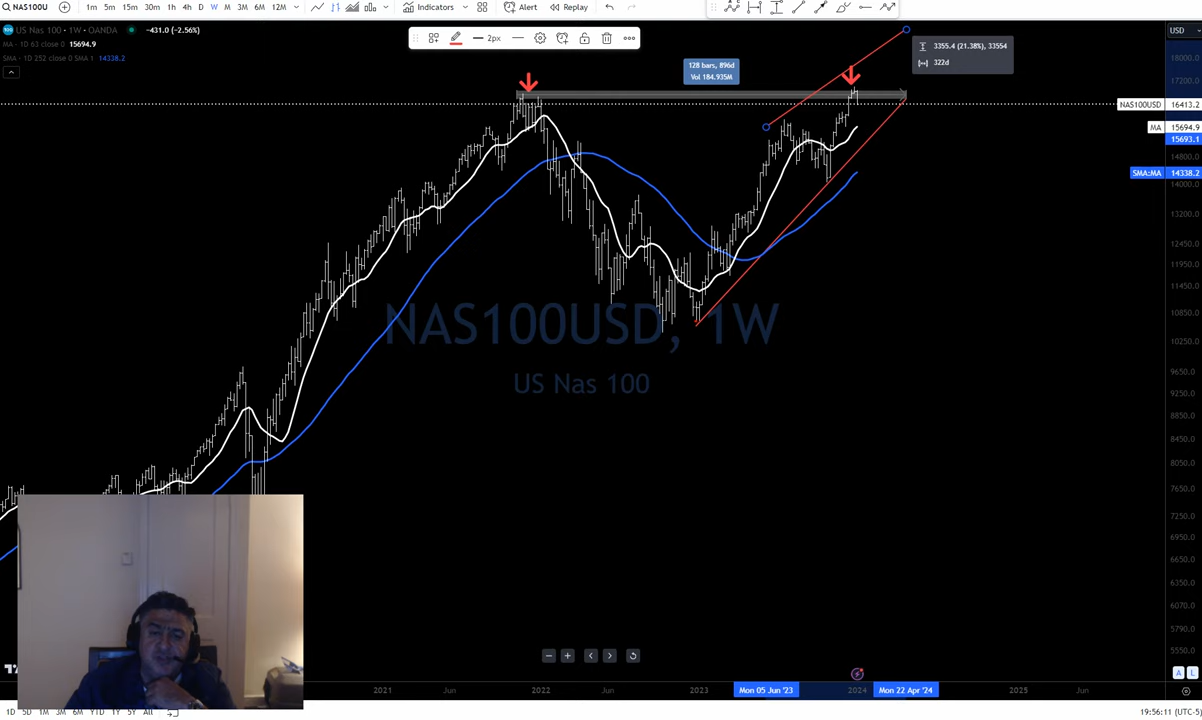 NAS100U 1m 5m 15m 30m 1h 4h D W M 3M 6M 12M Indicators Alert Replay
US Nas 100 · 1W · OANDA −431.0 (−2.56%)
MA · 1D 63 close 0 15694.9
SMA · 1D 252 close 0 SMA 1 14338.2
2px
128 bars, 896d
Vol 184.935M
3355.4 (21.38%), 33554
322d
USD
18000.0
17200.0
NAS100USD 16413.2
MA 15694.9
15693.1
14800.0
SMA:MA 14338.2
14000.0
13200.0
12450.0
11950.0
11450.0
10850.0
10250.0
9650.0
9250.0
8850.0
8450.0
8050.0
7650.0
7250.0
6950.0
6650.0
6350.0
6070.0
5790.0
5550.0
NAS100USD, 1W
US Nas 100
A L
2021 Jun 2022 Jun 2023 Mon 05 Jun '23 2024 Mon 22 Apr '24 2025 Jun
1D 5D 1M 3M 6M YTD 1Y 5Y All 19:56:11 (UTC-5)